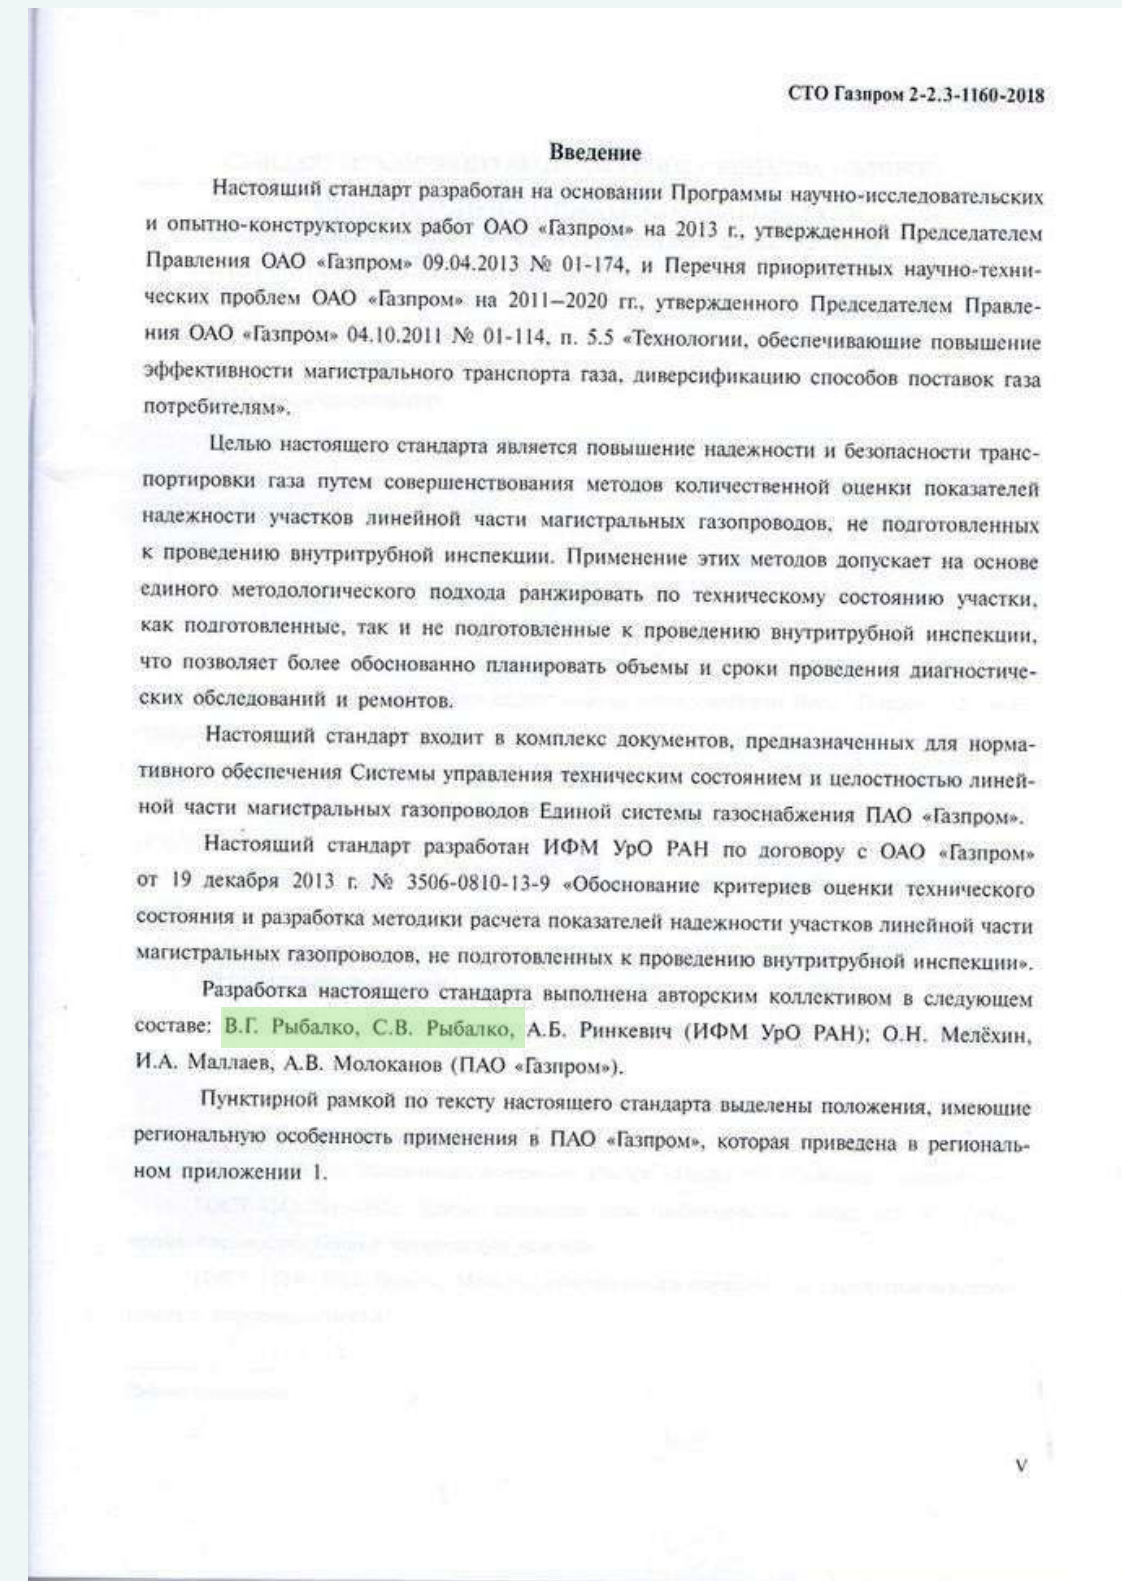 СТО Газпром 2-2.3-1160-2018
Введение
Настоящий стандарт разработан на основании Программы научно-исследовательских
и опытно-конструкторских работ ОАО «Газпром» на 2013 г., утвержденной Председателем
Правления ОАО «Газпром» 09.04.2013 № 01-174, и Перечня приоритетных научно-техни-
ческих проблем ОАО «Газпром» на 2011–2020 гг., утвержденного Председателем Правле-
ния ОАО «Газпром» 04.10.2011 № 01-114, п. 5.5 «Технологии, обеспечивающие повышение
эффективности магистрального транспорта газа, диверсификацию способов поставок газа
потребителям».
Целью настоящего стандарта является повышение надежности и безопасности транс-
портировки газа путем совершенствования методов количественной оценки показателей
надежности участков линейной части магистральных газопроводов, не подготовленных
к проведению внутритрубной инспекции. Применение этих методов допускает на основе
единого методологического подхода ранжировать по техническому состоянию участки,
как подготовленные, так и не подготовленные к проведению внутритрубной инспекции,
что позволяет более обоснованно планировать объемы и сроки проведения диагностиче-
ских обследований и ремонтов.
Настоящий стандарт входит в комплекс документов, предназначенных для норма-
тивного обеспечения Системы управления техническим состоянием и целостностью линей-
ной части магистральных газопроводов Единой системы газоснабжения ПАО «Газпром».
Настоящий стандарт разработан ИФМ УрО РАН по договору с ОАО «Газпром»
от 19 декабря 2013 г. № 3506-0810-13-9 «Обоснование критериев оценки технического
состояния и разработка методики расчета показателей надежности участков линейной части
магистральных газопроводов, не подготовленных к проведению внутритрубной инспекции».
Разработка настоящего стандарта выполнена авторским коллективом в следующем
составе: В.Г. Рыбалко, С.В. Рыбалко, А.Б. Ринкевич (ИФМ УрО РАН); О.Н. Мелёхин,
И.А. Маллаев, А.В. Молоканов (ПАО «Газпром»).
Пунктирной рамкой по тексту настоящего стандарта выделены положения, имеющие
региональную особенность применения в ПАО «Газпром», которая приведена в региональ-
ном приложении 1.
V